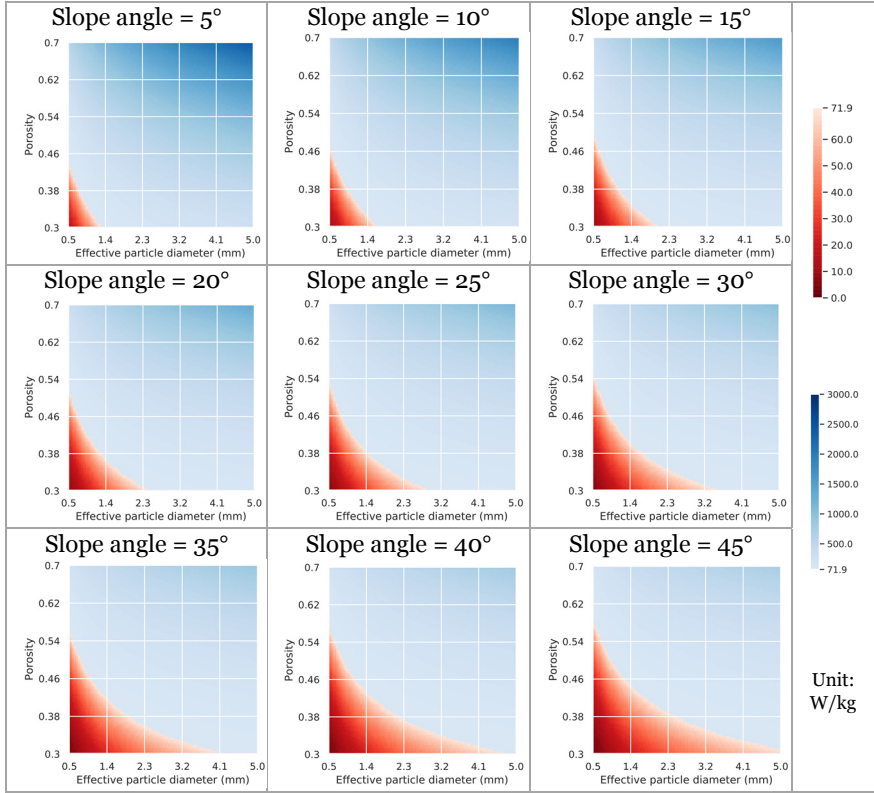 Slope angle = 5°
Slope angle = 10°
Slope angle = 15°
0.7
0.62
0.54
0.46
0.38
0.3
Porosity
0.5 1.4 2.3 3.2 4.1 5.0
Effective particle diameter (mm)
0.7
0.62
0.54
0.46
0.38
0.3
Porosity
0.5 1.4 2.3 3.2 4.1 5.0
Effective particle diameter (mm)
0.7
0.62
0.54
0.46
0.38
0.3
Porosity
0.5 1.4 2.3 3.2 4.1 5.0
Effective particle diameter (mm)
71.9
60.0
50.0
40.0
30.0
20.0
10.0
0.0
Slope angle = 20°
Slope angle = 25°
Slope angle = 30°
0.7
0.62
0.54
0.46
0.38
0.3
Porosity
0.5 1.4 2.3 3.2 4.1 5.0
Effective particle diameter (mm)
0.7
0.62
0.54
0.46
0.38
0.3
Porosity
0.5 1.4 2.3 3.2 4.1 5.0
Effective particle diameter (mm)
0.7
0.62
0.54
0.46
0.38
0.3
Porosity
0.5 1.4 2.3 3.2 4.1 5.0
Effective particle diameter (mm)
3000.0
2500.0
2000.0
1500.0
1000.0
500.0
71.9
Slope angle = 35°
Slope angle = 40°
Slope angle = 45°
0.7
0.62
0.54
0.46
0.38
0.3
Porosity
0.5 1.4 2.3 3.2 4.1 5.0
Effective particle diameter (mm)
0.7
0.62
0.54
0.46
0.38
0.3
Porosity
0.5 1.4 2.3 3.2 4.1 5.0
Effective particle diameter (mm)
0.7
0.62
0.54
0.46
0.38
0.3
Porosity
0.5 1.4 2.3 3.2 4.1 5.0
Effective particle diameter (mm)
Unit:
W/kg